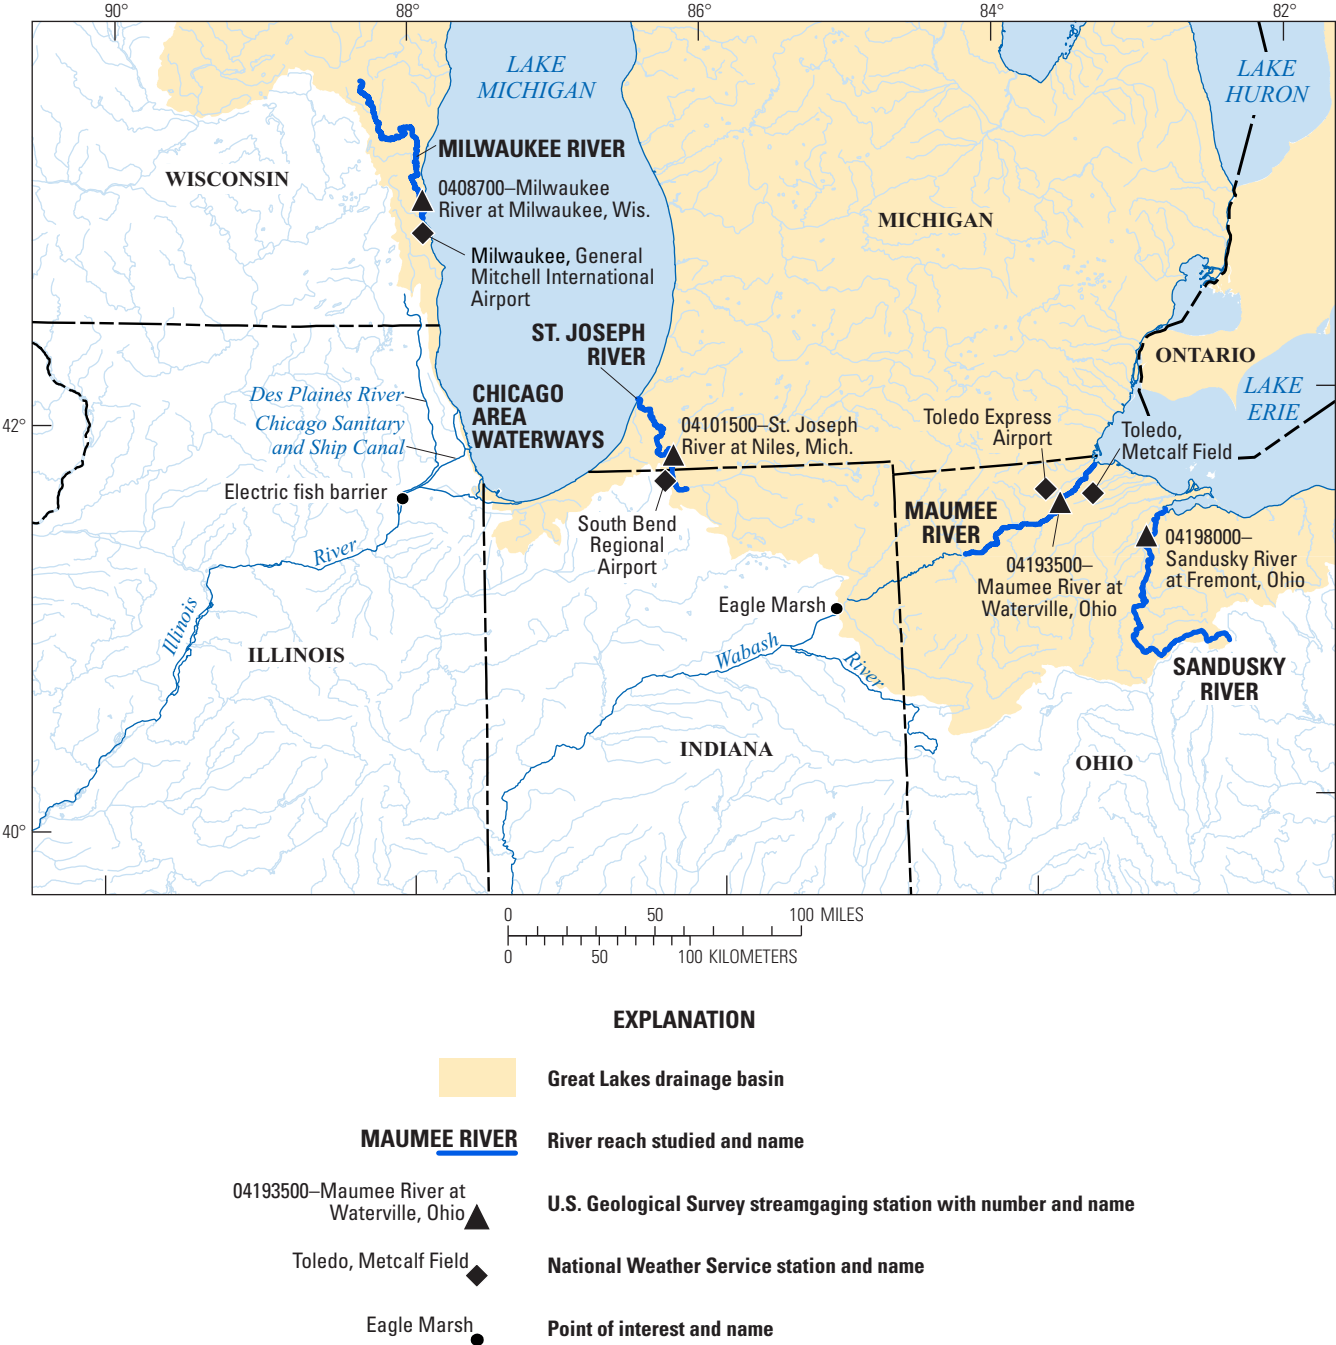 90°
88°
86°
84°
82°
LAKE
MICHIGAN
LAKE
HURON
MILWAUKEE RIVER
WISCONSIN
0408700–Milwaukee
River at Milwaukee, Wis.
MICHIGAN
Milwaukee, General
Mitchell International
Airport
ST. JOSEPH
RIVER
ONTARIO
Des Plaines River
Chicago Sanitary
and Ship Canal
CHICAGO
AREA
WATERWAYS
LAKE
ERIE
42°
04101500–St. Joseph
River at Niles, Mich.
Toledo Express
Airport
Toledo,
Metcalf Field
Electric fish barrier
South Bend
Regional
Airport
MAUMEE
RIVER
04193500–
Maumee River at
Waterville, Ohio
04198000–
Sandusky River
at Fremont, Ohio
River
Illinois
Eagle Marsh
ILLINOIS
Wabash
River
SANDUSKY
RIVER
INDIANA
OHIO
40°
0 50 100 MILES
0 50 100 KILOMETERS
EXPLANATION
Great Lakes drainage basin
MAUMEE RIVER River reach studied and name
04193500–Maumee River at
Waterville, Ohio
U.S. Geological Survey streamgaging station with number and name
Toledo, Metcalf Field National Weather Service station and name
Eagle Marsh Point of interest and name